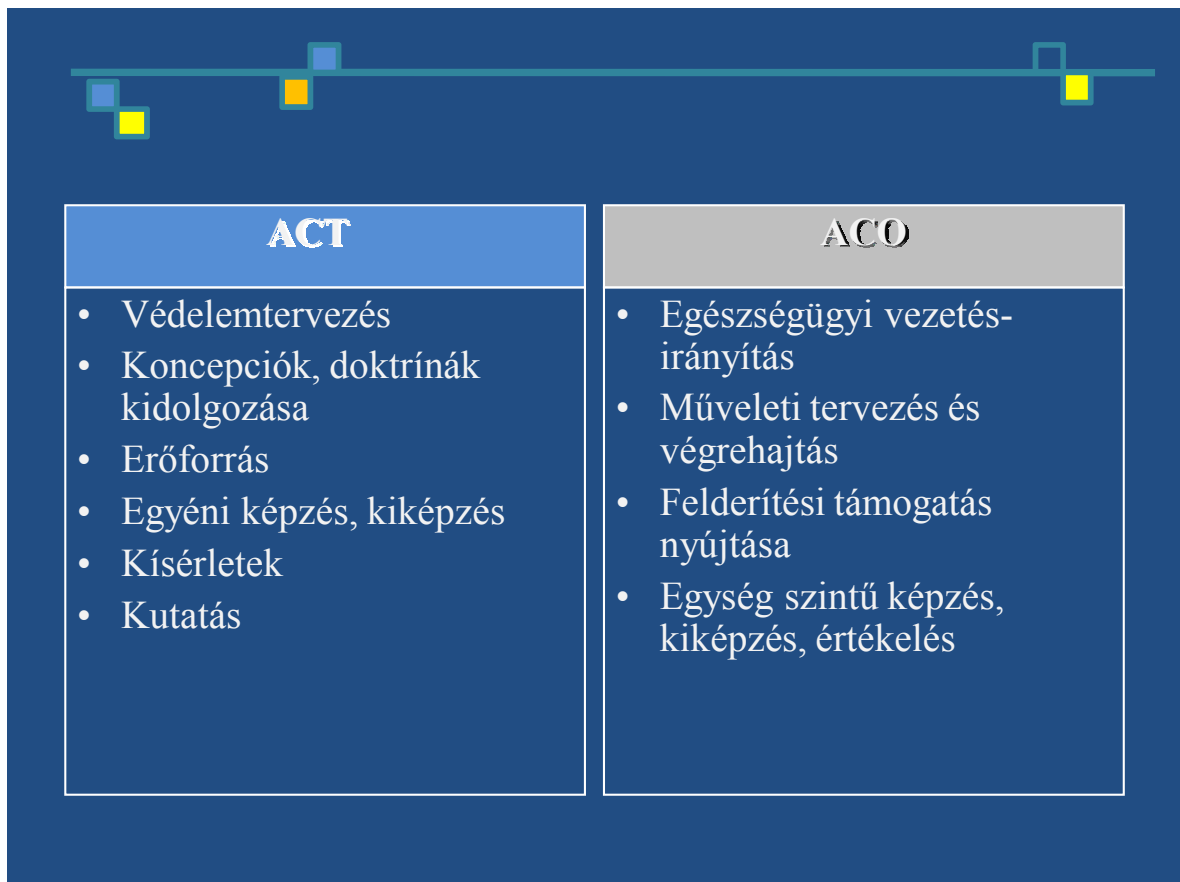 ACT
• Védelemtervezés
• Koncepciók, doktrínák
kidolgozása
• Erőforrás
• Egyéni képzés, kiképzés
• Kísérletek
• Kutatás
ACO
• Egészségügyi vezetés-
irányítás
• Műveleti tervezés és
végrehajtás
• Felderítési támogatás
nyújtása
• Egység szintű képzés,
kiképzés, értékelés